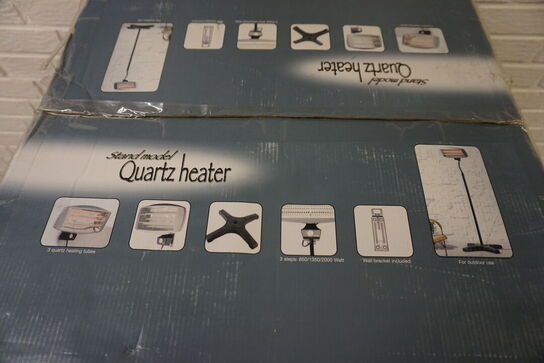 Stand model
Quartz heater
Stand model
Quartz heater
3 quartz heating tubes
3 steps: 650/1350/2000 Watt
Wall bracket included
For outdoor use